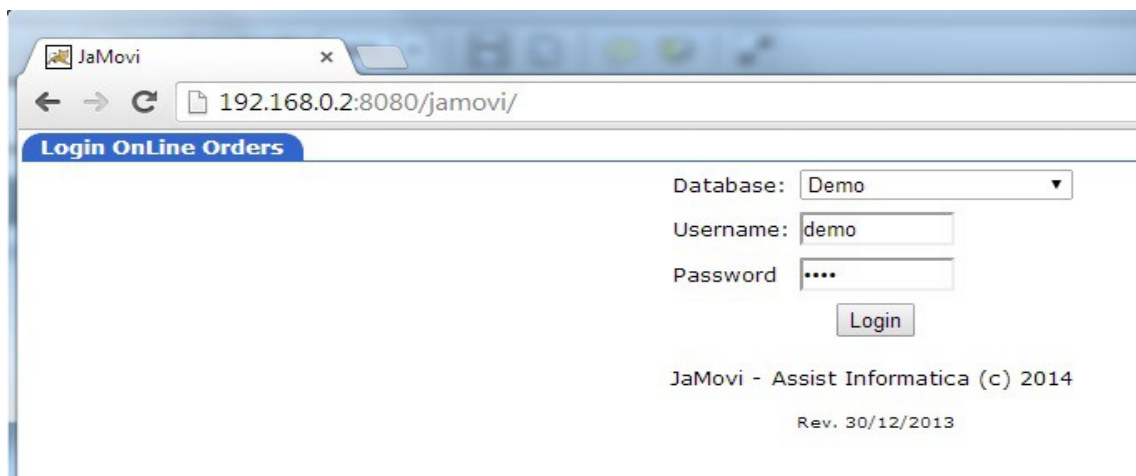 JaMovi
192.168.0.2:8080/jamovi/
Login OnLine Orders
Database: Demo
Username: demo
Password ••••
Login
JaMovi - Assist Informatica (c) 2014
Rev. 30/12/2013